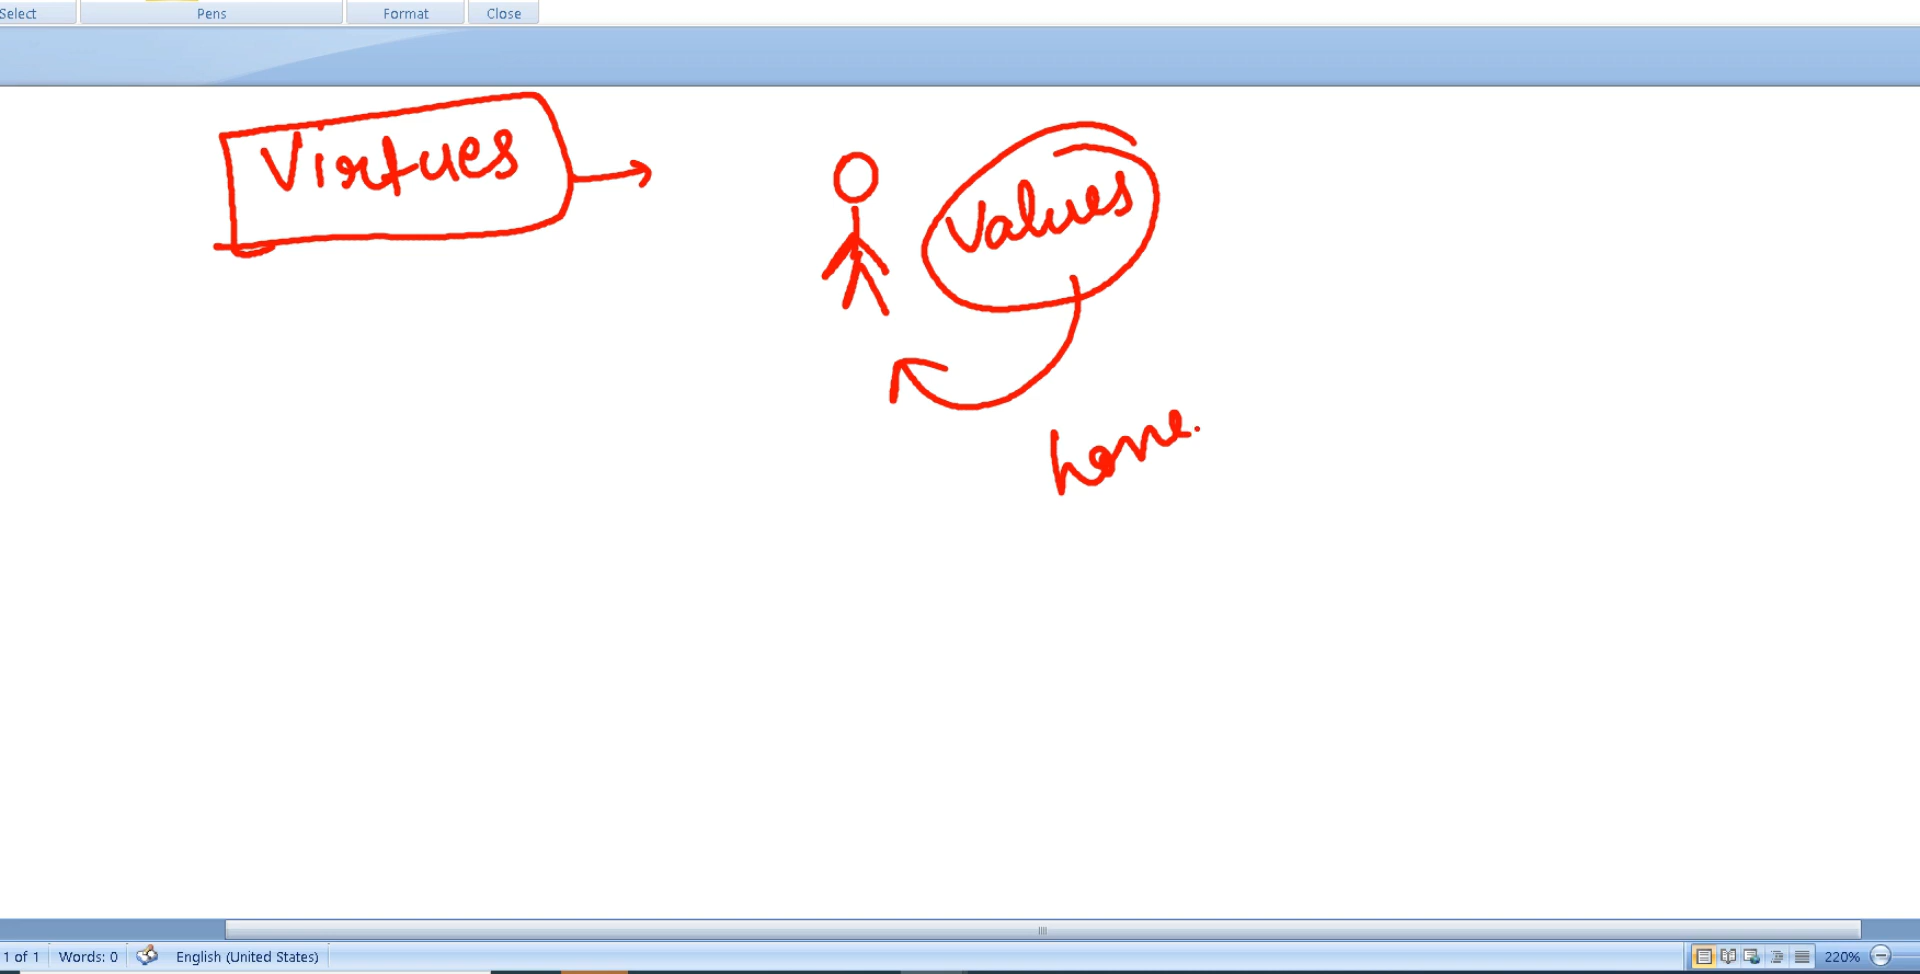 Select Pens Format Close
Virtues
Values
home.
1 of 1 Words: 0 English (United States) 220%